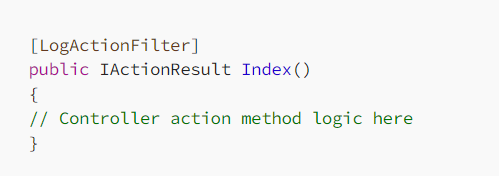 [LogActionFilter]
public IActionResult Index()
{
// Controller action method logic here
}